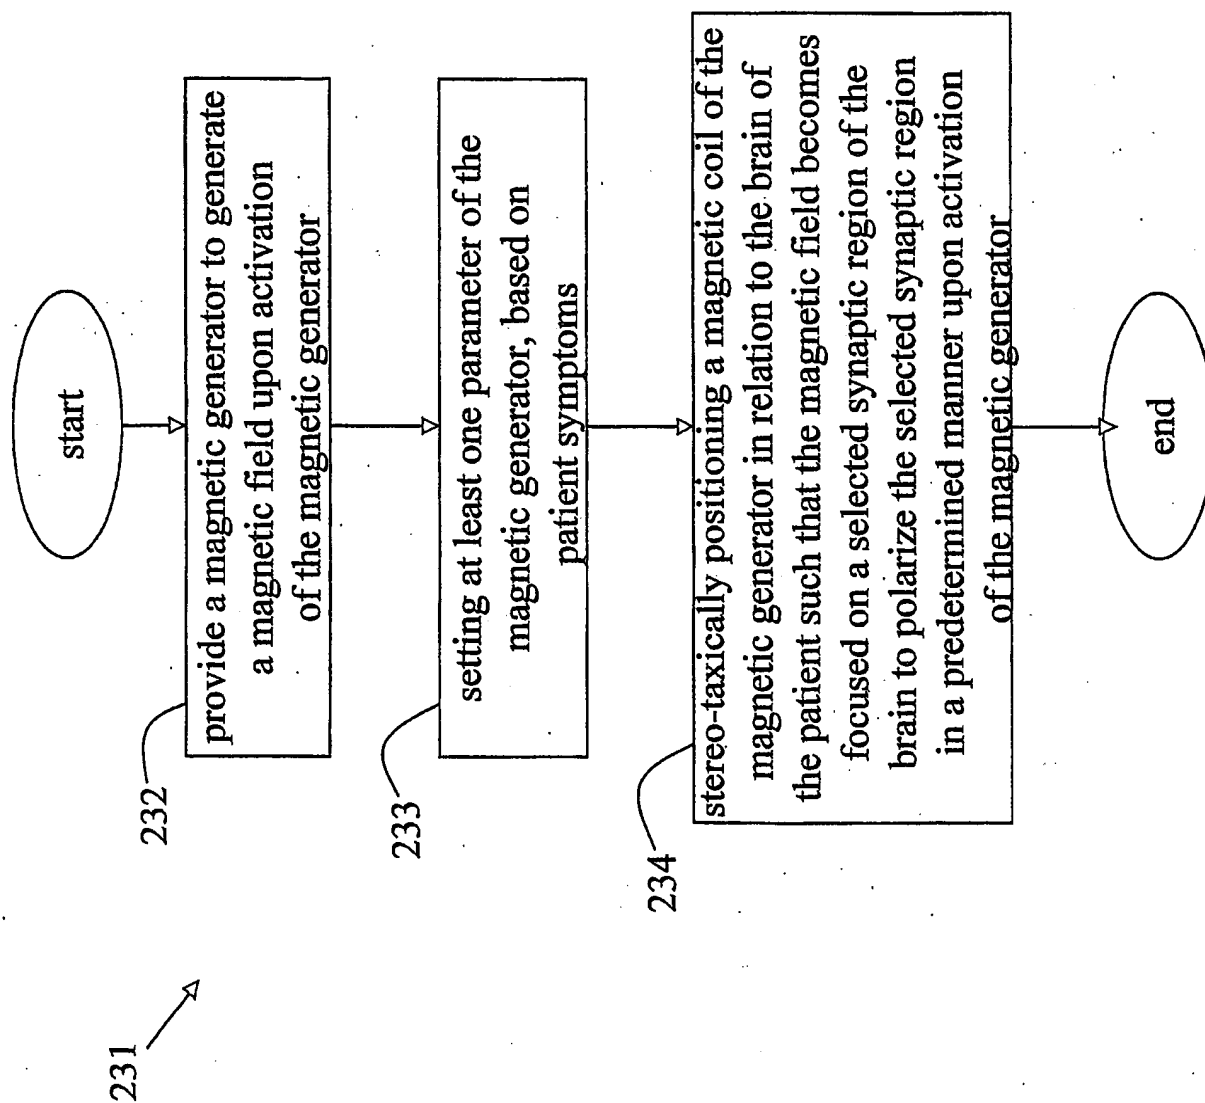 start
232
provide a magnetic generator to generate
a magnetic field upon activation
of the magnetic generator
233
setting at least one parameter of the
magnetic generator, based on
patient symptoms
234
stereo-taxically positioning a magnetic coil of the
magnetic generator in relation to the brain of
the patient such that the magnetic field becomes
focused on a selected synaptic region of the
brain to polarize the selected synaptic region
in a predetermined manner upon activation
of the magnetic generator
end
231